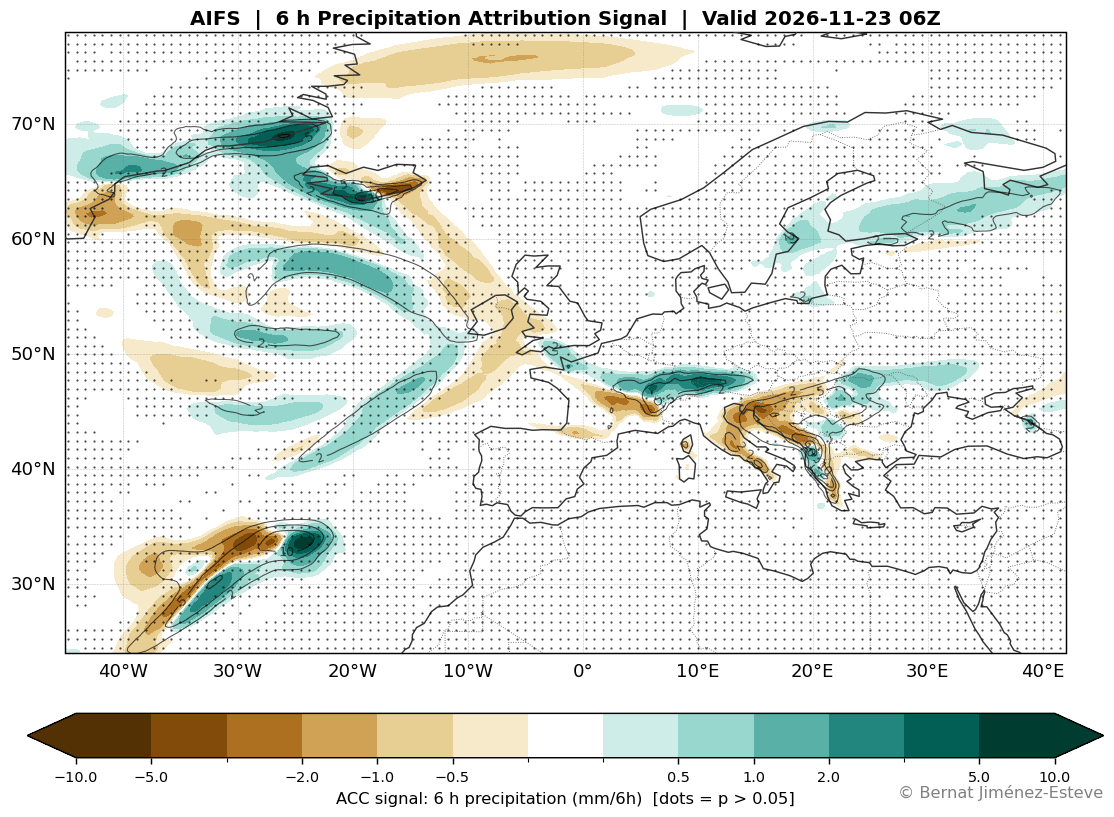 AIFS | 6 h Precipitation Attribution Signal | Valid 2026-11-23 06Z
70°N
60°N
50°N
40°N
30°N
40°W 30°W 20°W 10°W 0° 10°E 20°E 30°E 40°E
−10.0 −5.0 −2.0 −1.0 −0.5 0.5 1.0 2.0 5.0 10.0
ACC signal: 6 h precipitation (mm/6h) [dots = p > 0.05]
© Bernat Jiménez-Esteve